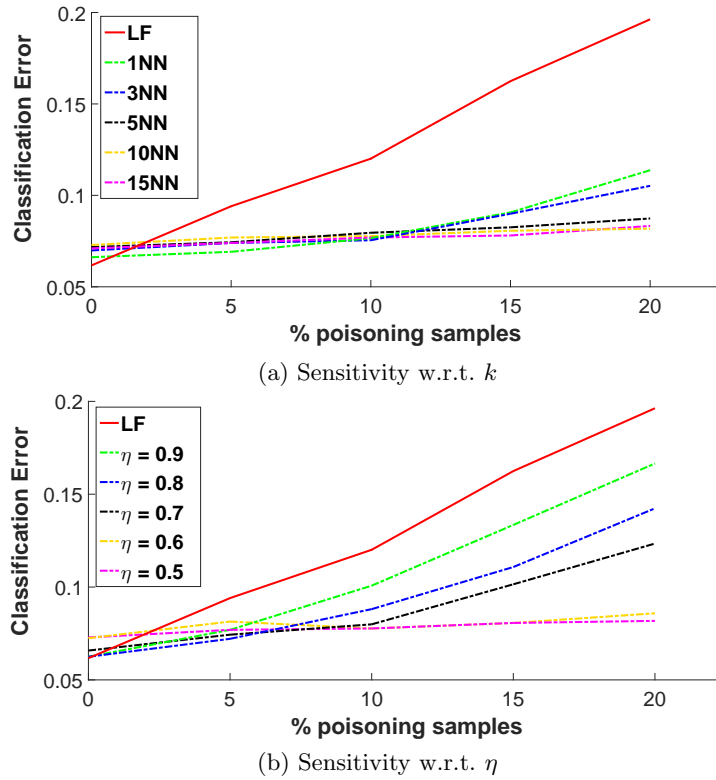 0.2
LF
1NN
3NN
5NN
10NN
15NN
0.15
0.1
0.05
Classification Error
0 5 10 15 20
% poisoning samples
(a) Sensitivity w.r.t. k
0.2
LF
η = 0.9
η = 0.8
η = 0.7
η = 0.6
η = 0.5
0.15
0.1
0.05
Classification Error
0 5 10 15 20
% poisoning samples
(b) Sensitivity w.r.t. η